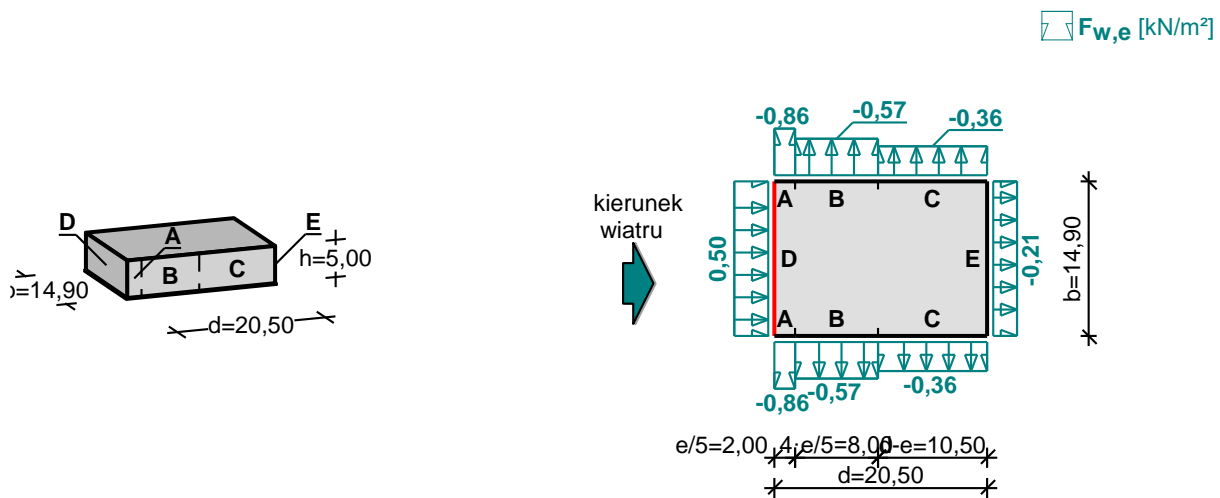 Fw,e [kN/m²]
-0,86
-0,57
-0,36
kierunek
wiatru
0,50
A
B
C
D
E
-0,21
b=14,90
A
B
C
-0,86
-0,57
-0,36
e/5=2,00
4·e/5=8,00
d-e=10,50
d=20,50
D
A
E
B
C
h=5,00
b=14,90
d=20,50